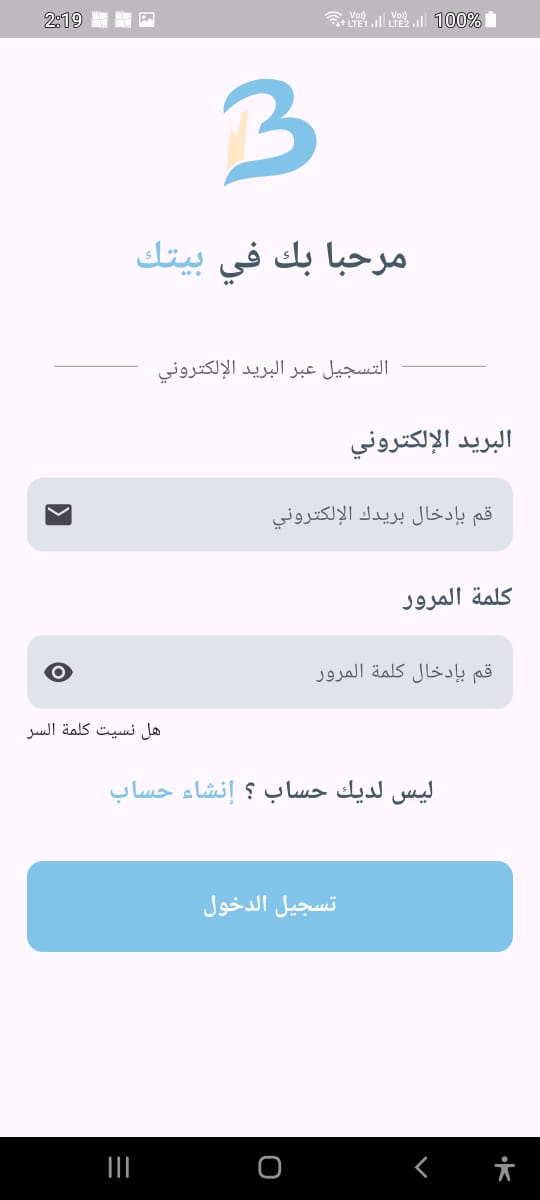 2:19 Vo)) LTE1 Vo)) LTE2 100%
B
مرحبا بك في بيتك
التسجيل عبر البريد الإلكتروني
البريد الإلكتروني
قم بإدخال بريدك الإلكتروني
كلمة المرور
قم بإدخال كلمة المرور
هل نسيت كلمة السر
ليس لديك حساب ؟ إنشاء حساب
تسجيل الدخول